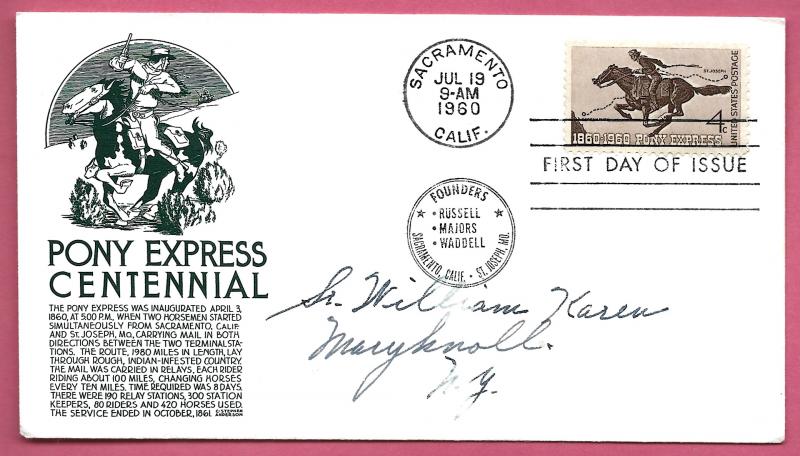 PONY EXPRESS
CENTENNIAL
THE PONY EXPRESS WAS INAUGURATED APRIL 3,
1860, AT 5:00 P.M., WHEN TWO HORSEMEN STARTED
SIMULTANEOUSLY FROM SACRAMENTO, CALIF.
AND ST. JOSEPH, MO., CARRYING MAIL IN BOTH
DIRECTIONS BETWEEN THE TWO TERMINAL STA-
TIONS. THE ROUTE, 1980 MILES IN LENGTH, LAY
THROUGH ROUGH, INDIAN-INFESTED COUNTRY.
THE MAIL WAS CARRIED IN RELAYS, EACH RIDER
RIDING ABOUT 100 MILES, CHANGING HORSES
EVERY TEN MILES. TIME REQUIRED WAS 8 DAYS.
THERE WERE 190 RELAY STATIONS, 300 STATION
KEEPERS, 80 RIDERS AND 420 HORSES USED.
THE SERVICE ENDED IN OCTOBER, 1861.
C. STEPHEN
ANDERSON
SACRAMENTO
JUL 19
9-AM
1960
CALIF.
ST. JOSEPH
UNITED STATES POSTAGE
4c
1860·1960 PONY EXPRESS
FIRST DAY OF ISSUE
FOUNDERS
• RUSSELL
• MAJORS
• WADDELL
SACRAMENTO, CALIF. - ST. JOSEPH, MO.
Sr. William Karen
Maryknoll
N.Y.